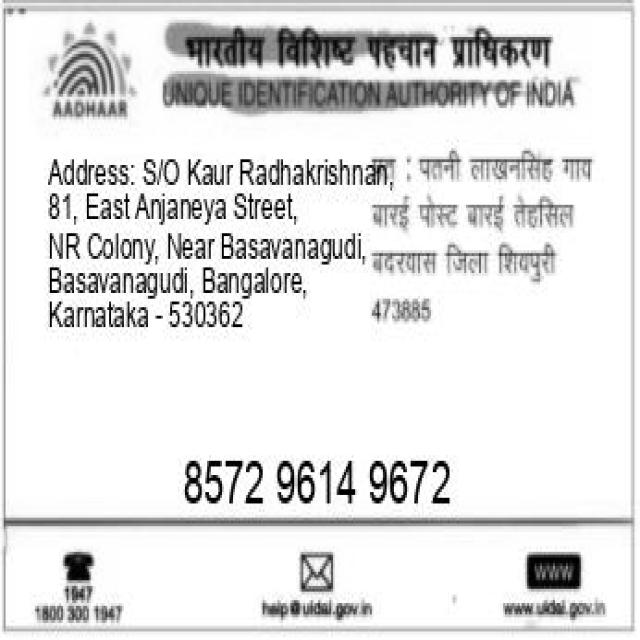 भारतीय विशिष्ट पहचान प्राधिकरण
AADHAAR
UNIQUE IDENTIFICATION AUTHORITY OF INDIA
Address: S/O Kaur Radhakrishnan,
81, East Anjaneya Street,
NR Colony, Near Basavanagudi,
Basavanagudi, Bangalore,
Karnataka - 530362
: पतनी लाखनसिंह गाय
बारई पोस्ट बारई तेहसिल
बदरवास जिला शिवपुरी
473885
8572 9614 9672
1947
1800 300 1947
help@uidai.gov.in
www
www.uidai.gov.in